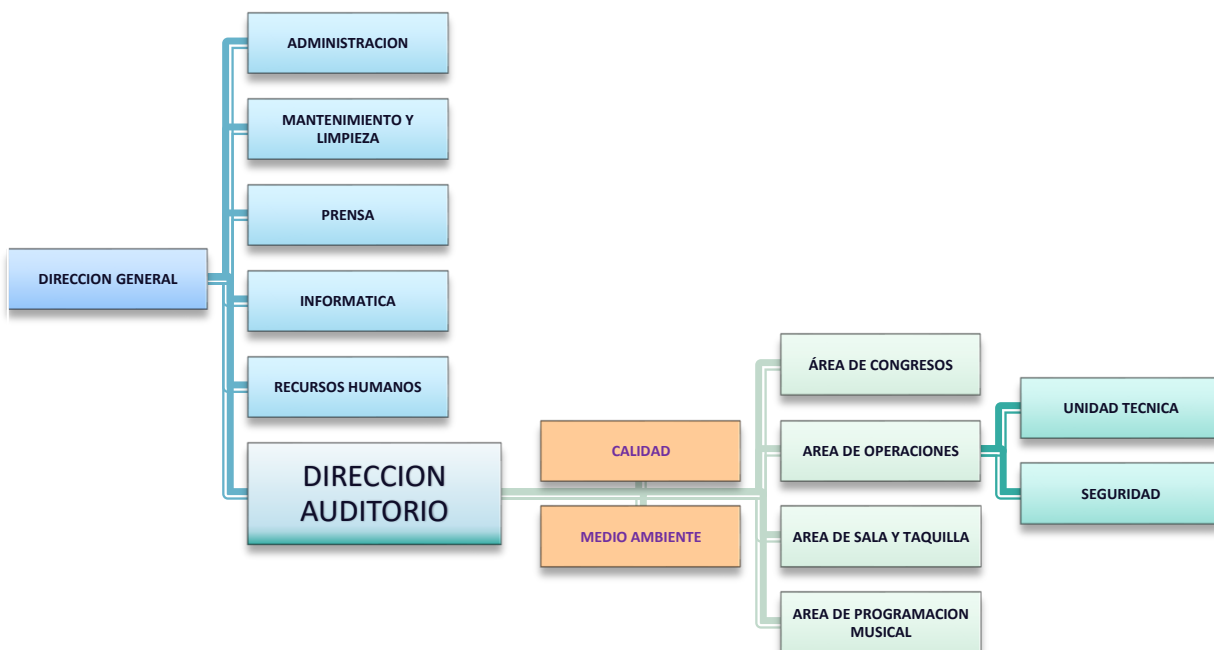 ADMINISTRACION
MANTENIMIENTO Y
LIMPIEZA
PRENSA
DIRECCION GENERAL
INFORMATICA
RECURSOS HUMANOS
DIRECCION
AUDITORIO
CALIDAD
MEDIO AMBIENTE
ÁREA DE CONGRESOS
AREA DE OPERACIONES
AREA DE SALA Y TAQUILLA
AREA DE PROGRAMACION
MUSICAL
UNIDAD TECNICA
SEGURIDAD